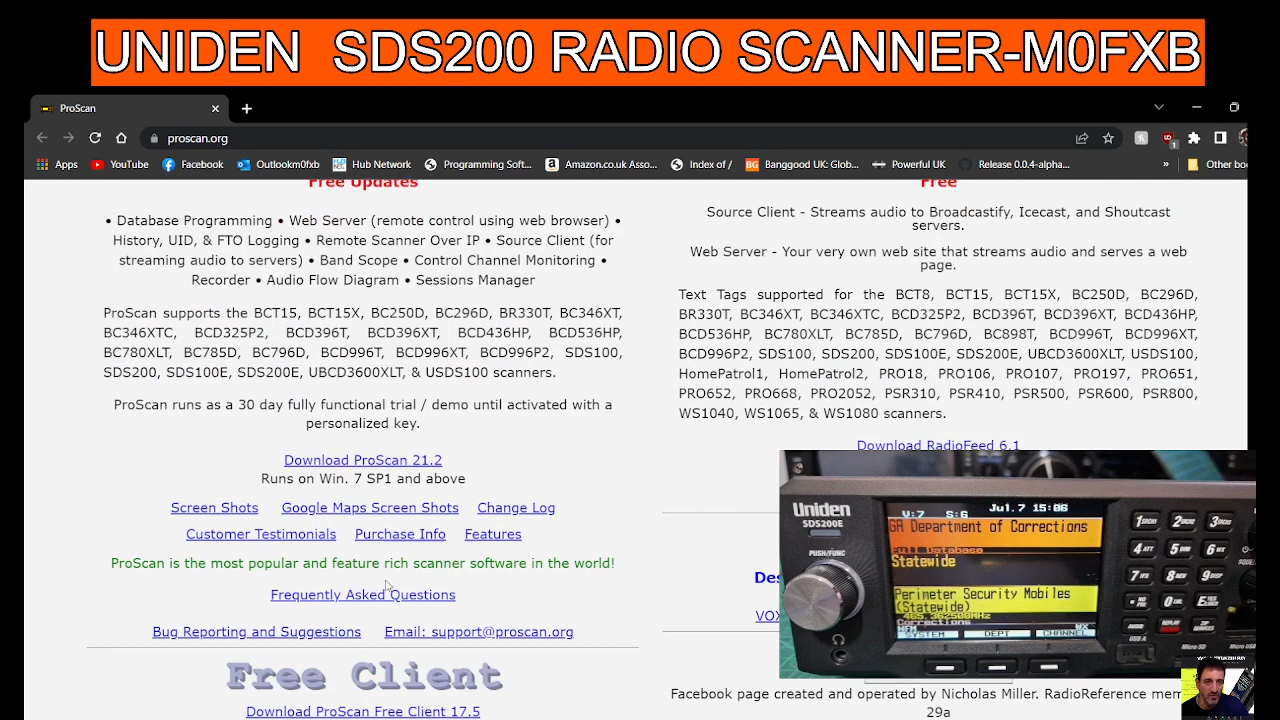 UNIDEN SDS200 RADIO SCANNER-M0FXB
ProScan
proscan.org
Apps YouTube Facebook Outlookm0fxb Hub Network Programming Soft... Amazon.co.uk Asso... Index of / Banggood UK: Glob... Powerful UK Release 0.0.4-alpha... » Other boo
Free Updates
• Database Programming • Web Server (remote control using web browser) •
History, UID, & FTO Logging • Remote Scanner Over IP • Source Client (for
streaming audio to servers) • Band Scope • Control Channel Monitoring •
Recorder • Audio Flow Diagram • Sessions Manager
ProScan supports the BCT15, BCT15X, BC250D, BC296D, BR330T, BC346XT,
BC346XTC, BCD325P2, BCD396T, BCD396XT, BCD436HP, BCD536HP,
BC780XLT, BC785D, BC796D, BCD996T, BCD996XT, BCD996P2, SDS100,
SDS200, SDS100E, SDS200E, UBCD3600XLT, & USDS100 scanners.
ProScan runs as a 30 day fully functional trial / demo until activated with a
personalized key.
Download ProScan 21.2
Runs on Win. 7 SP1 and above
Screen Shots Google Maps Screen Shots Change Log
Customer Testimonials Purchase Info Features
ProScan is the most popular and feature rich scanner software in the world!
Frequently Asked Questions
Bug Reporting and Suggestions Email: support@proscan.org
Free Client
Download ProScan Free Client 17.5
Free
Source Client - Streams audio to Broadcastify, Icecast, and Shoutcast
servers.
Web Server - Your very own web site that streams audio and serves a web
page.
Text Tags supported for the BCT8, BCT15, BCT15X, BC250D, BC296D,
BR330T, BC346XT, BC346XTC, BCD325P2, BCD396T, BCD396XT, BCD436HP,
BCD536HP, BC780XLT, BC785D, BC796D, BC898T, BCD996T, BCD996XT,
BCD996P2, SDS100, SDS200, SDS100E, SDS200E, UBCD3600XLT, USDS100,
HomePatrol1, HomePatrol2, PRO18, PRO106, PRO107, PRO197, PRO651,
PRO652, PRO668, PRO2052, PSR310, PSR410, PSR500, PSR600, PSR800,
WS1040, WS1065, & WS1080 scanners.
Download RadioFeed 6.1
Des
VOX
Facebook page created and operated by Nicholas Miller. RadioReference mem
29a
Uniden
SDS200E
PUSH/FUNC
V:7 S:6 Jul.7 15:06
GA Department of Corrections
Full Database
Statewide
Perimeter Security Mobiles
(Statewide)
Corrections
SYSTEM DEPT CHANNEL